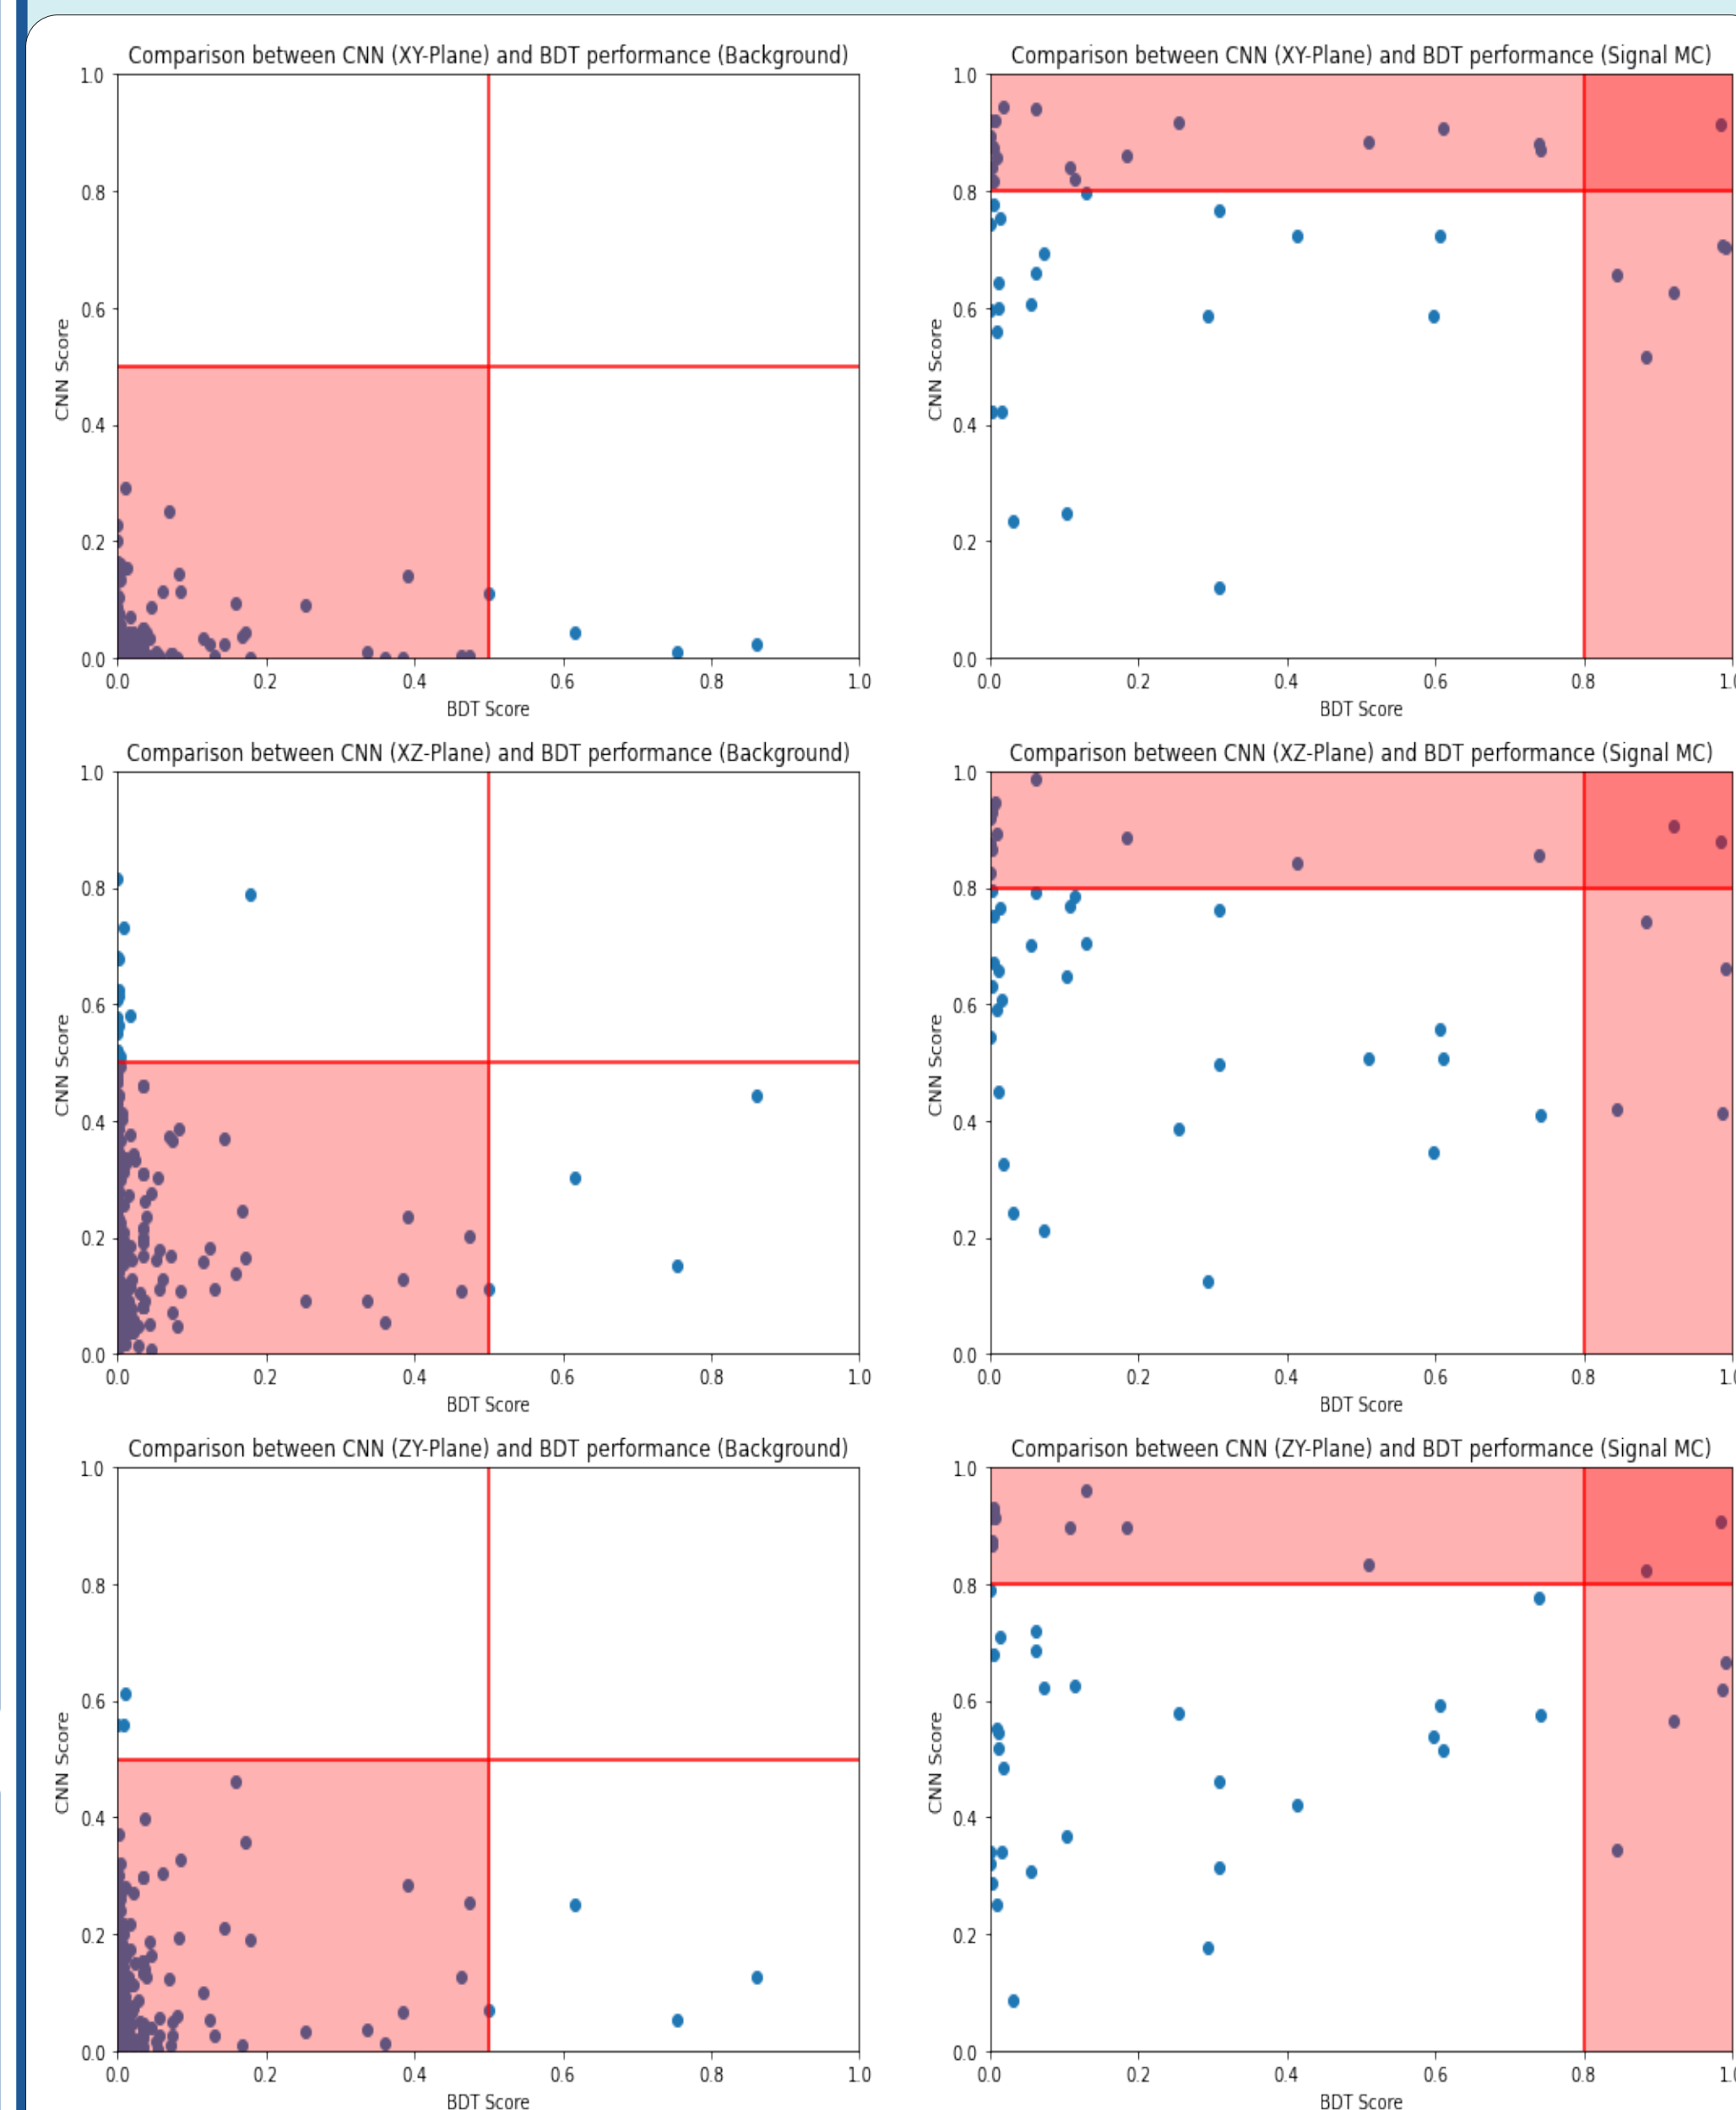 Comparison between CNN (XY-Plane) and BDT performance (Background)
1.0
0.8
0.6
0.4
0.2
0.0
CNN Score
0.0 0.2 0.4 0.6 0.8 1.0
BDT Score
Comparison between CNN (XY-Plane) and BDT performance (Signal MC)
1.0
0.8
0.6
0.4
0.2
0.0
CNN Score
0.0 0.2 0.4 0.6 0.8 1.0
BDT Score
Comparison between CNN (XZ-Plane) and BDT performance (Background)
1.0
0.8
0.6
0.4
0.2
0.0
CNN Score
0.0 0.2 0.4 0.6 0.8 1.0
BDT Score
Comparison between CNN (XZ-Plane) and BDT performance (Signal MC)
1.0
0.8
0.6
0.4
0.2
0.0
CNN Score
0.0 0.2 0.4 0.6 0.8 1.0
BDT Score
Comparison between CNN (ZY-Plane) and BDT performance (Background)
1.0
0.8
0.6
0.4
0.2
0.0
CNN Score
0.0 0.2 0.4 0.6 0.8 1.0
BDT Score
Comparison between CNN (ZY-Plane) and BDT performance (Signal MC)
1.0
0.8
0.6
0.4
0.2
0.0
CNN Score
0.0 0.2 0.4 0.6 0.8 1.0
BDT Score